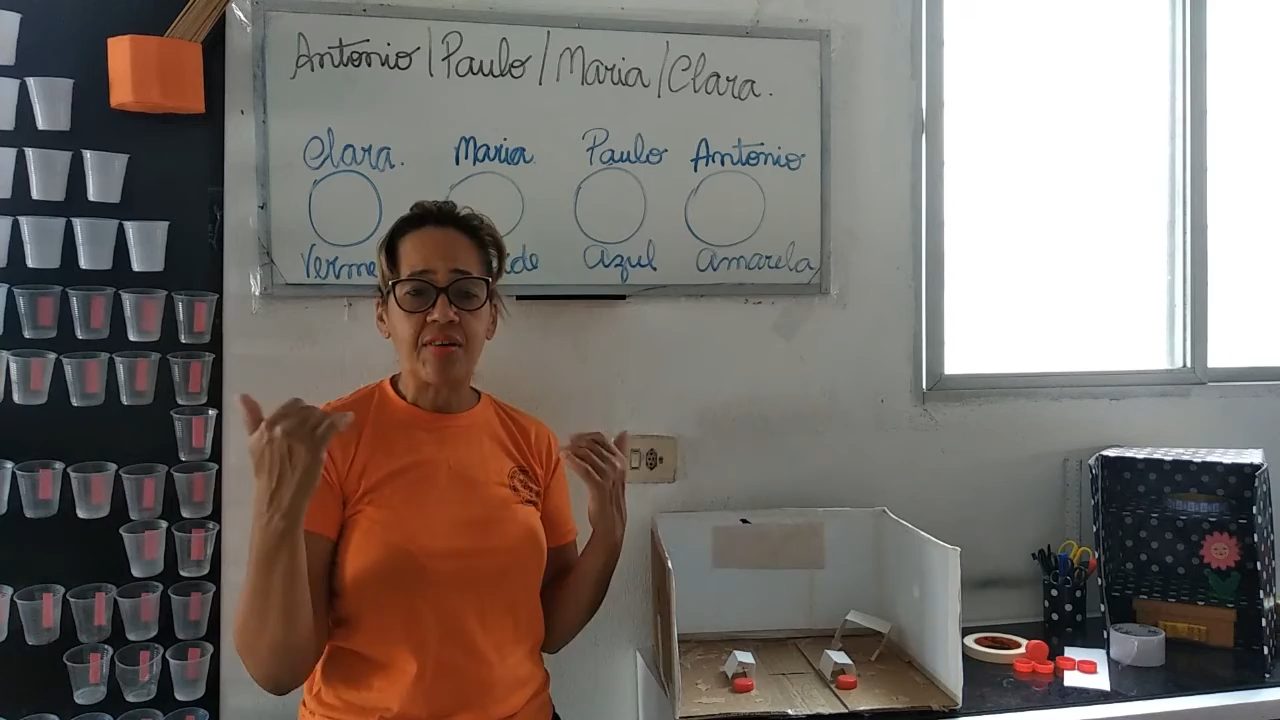 Antonio / Paulo / Maria / Clara.
Clara. Maria. Paulo Antonio
Azul Amarela